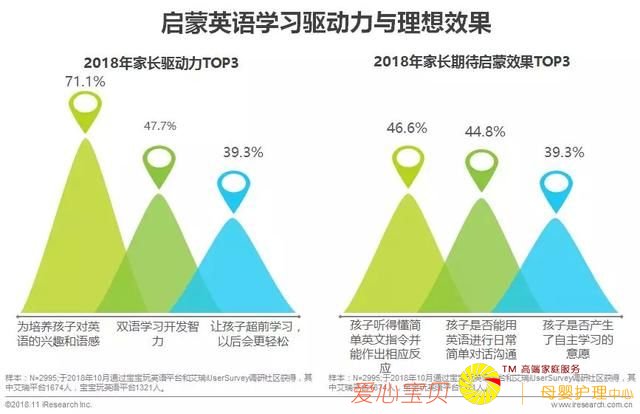 启蒙英语学习驱动力与理想效果
2018年家长驱动力TOP3
71.1%
47.7%
39.3%
为培养孩子对英
语的兴趣和语感
双语学习开发智
力
让孩子超前学习，
以后会更轻松
2018年家长期待启蒙效果TOP3
46.6%
44.8%
39.3%
孩子听得懂简
单英文指令并
能作出相应反
应
孩子是否能用
英语进行日常
简单对话沟通
孩子是否产生
了自主学习的
意愿
样本：N=2995;于2018年10月通过宝宝玩英语平台和艾瑞iUserSurvey调研社区获得，其
中艾瑞平台1674人，宝宝玩英语平台1321人。
样本：N=2995;于2018年10月通过宝宝玩英语平台和艾瑞iUserSurvey调研社区获得，其
中艾瑞
TM 高端家庭服务
爱心宝贝
母婴护理中心
©2018.11 iResearch Inc.
www.iresearch.com.cn